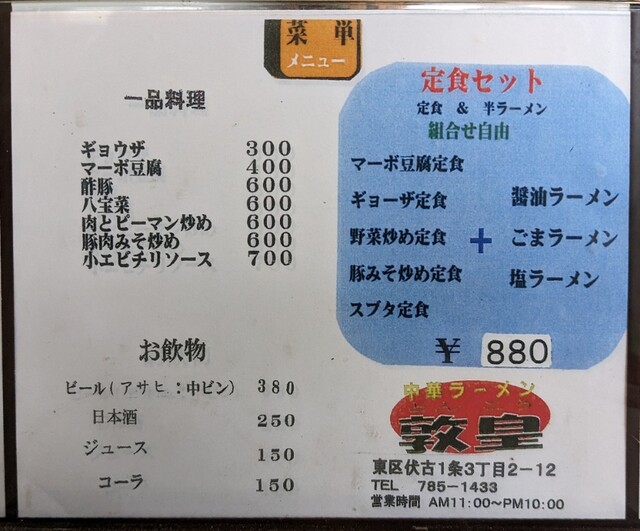 菜単
メニュー
一品料理
ギョウザ 300
マーボ豆腐 400
酢豚 600
八宝菜 600
肉とピーマン炒め 600
豚肉みそ炒め 600
小エビチリソース 700
お飲物
ビール(アサヒ:中ビン) 380
日本酒 250
ジュース 150
コーラ 150
定食セット
定食 & 半ラーメン
組合せ自由
マーボ豆腐定食
ギョーザ定食
野菜炒め定食
豚みそ炒め定食
スブタ定食
+
醤油ラーメン
ごまラーメン
塩ラーメン
¥ 880
中華ラーメン
敦皇
東区伏古1条3丁目2-12
TEL 785-1433
営業時間 AM11:00~PM10:00